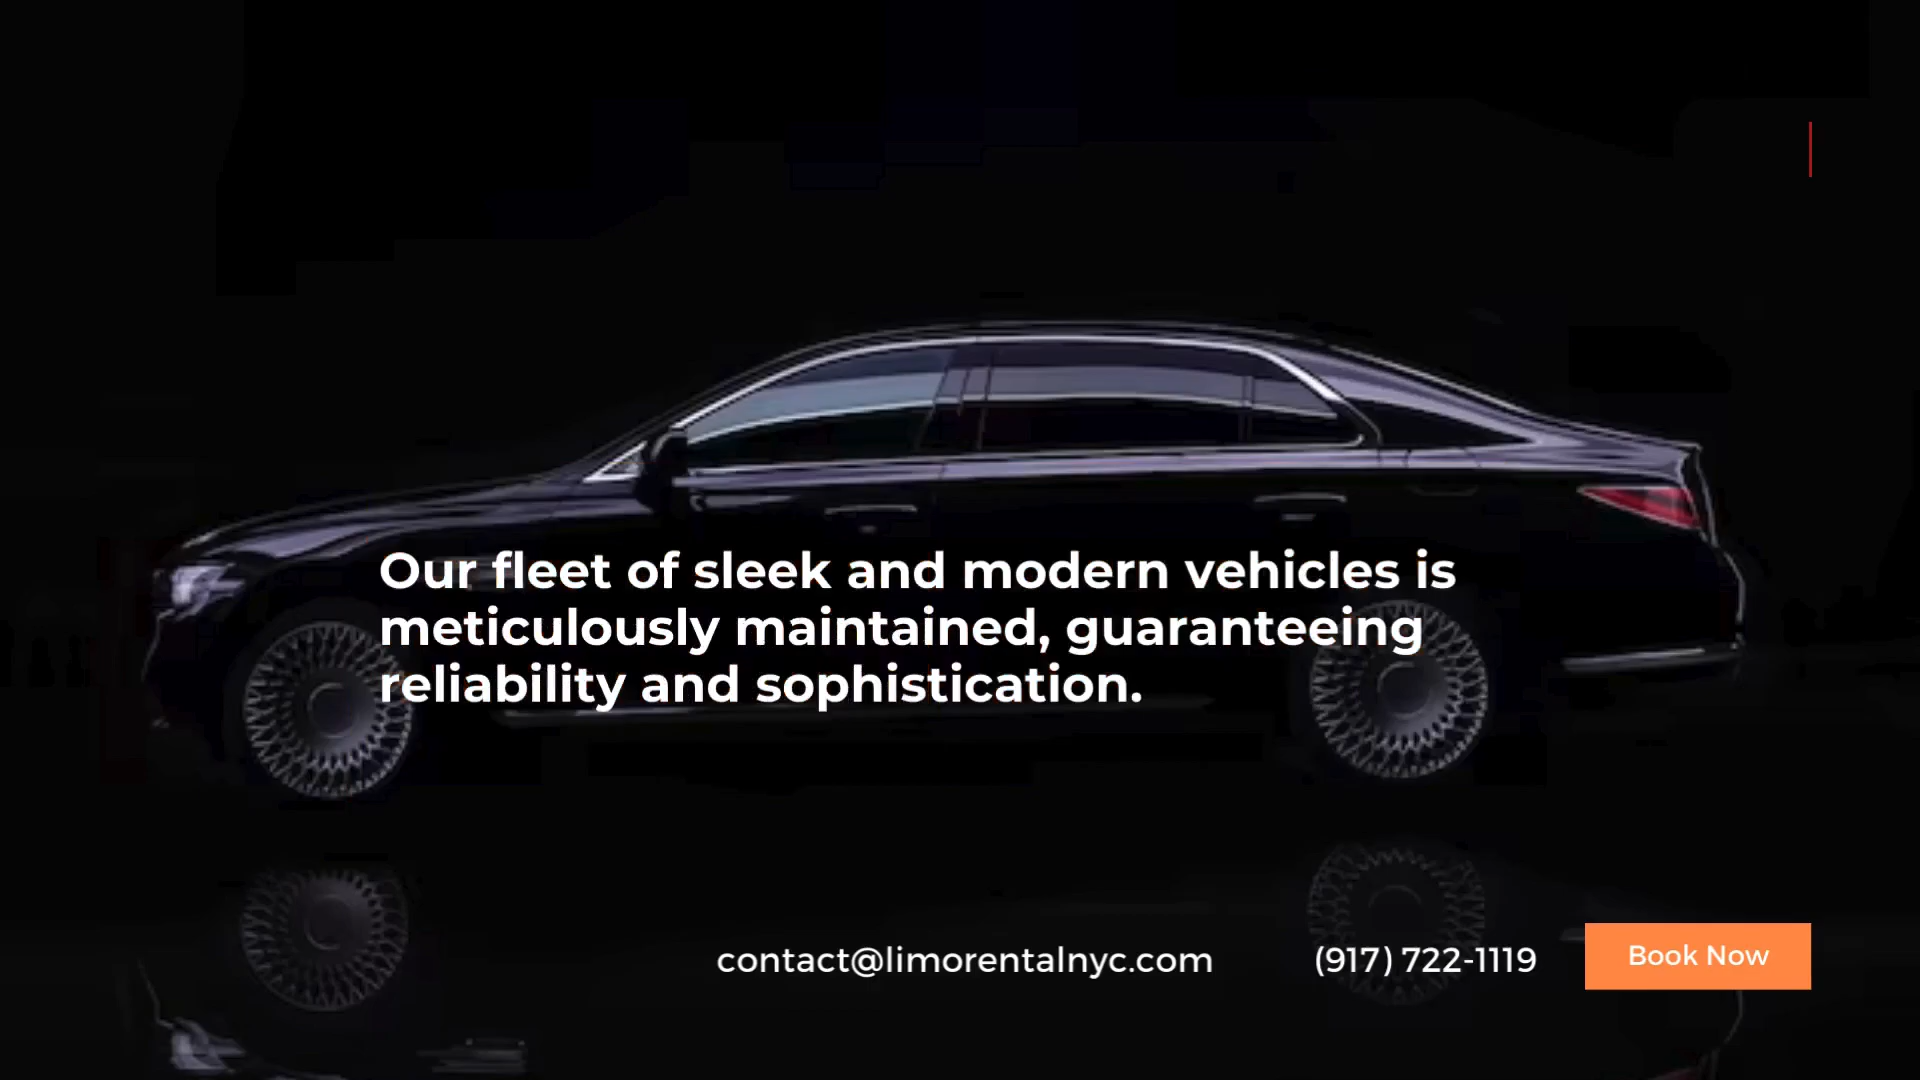 Our fleet of sleek and modern vehicles is
meticulously maintained, guaranteeing
reliability and sophistication.
contact@limorentalnyc.com
(917) 722-1119
Book Now